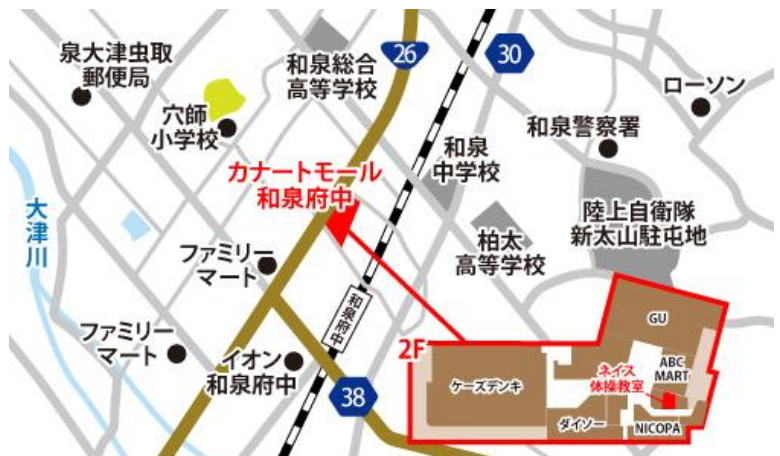 泉大津虫取
郵便局
穴師
小学校
和泉総合
高等学校
26
30
ローソン
和泉警察署
和泉
中学校
カナートモール
和泉府中
大津川
陸上自衛隊
新太山駐屯地
柏太
高等学校
ファミリー
マート
和泉府中
ファミリー
マート
イオン
和泉府中
38
2F
GU
ケーズデンキ
ABC
MART
ネイス
体操教室
ダイソー
NICOPA